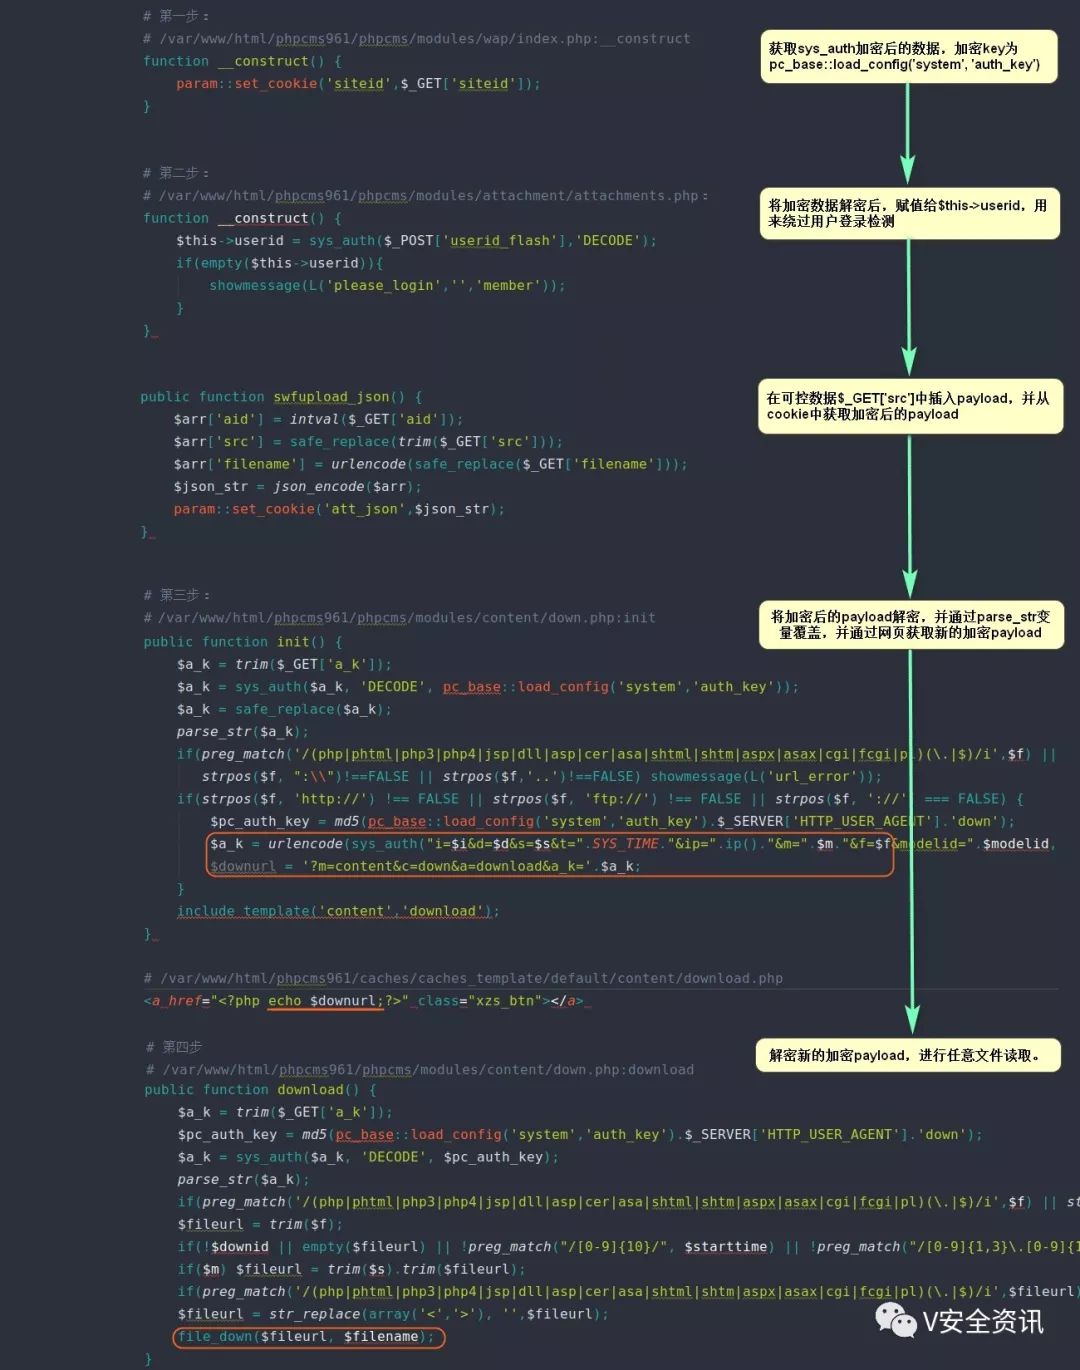 # 第一步：
# /var/www/html/phpcms961/phpcms/modules/wap/index.php:__construct
function __construct() {
param::set_cookie('siteid',$_GET['siteid']);
}
获取sys_auth加密后的数据，加密key为
pc_base::load_config('system', 'auth_key')
# 第二步：
# /var/www/html/phpcms961/phpcms/modules/attachment/attachments.php：
function __construct() {
$this->userid = sys_auth($_POST['userid_flash'],'DECODE');
if(empty($this->userid)){
showmessage(L('please_login','','member'));
}
}
将加密数据解密后，赋值给$this->userid，用
来绕过用户登录检测
public function swfupload_json() {
$arr['aid'] = intval($_GET['aid']);
$arr['src'] = safe_replace(trim($_GET['src']));
$arr['filename'] = urlencode(safe_replace($_GET['filename']));
$json_str = json_encode($arr);
param::set_cookie('att_json',$json_str);
}
在可控数据$_GET['src']中插入payload，并从
cookie中获取加密后的payload
# 第三步：
# /var/www/html/phpcms961/phpcms/modules/content/down.php:init
public function init() {
$a_k = trim($_GET['a_k']);
$a_k = sys_auth($a_k, 'DECODE', pc_base::load_config('system','auth_key'));
$a_k = safe_replace($a_k);
parse_str($a_k);
if(preg_match('/(php|phtml|php3|php4|jsp|dll|asp|cer|asa|shtml|shtm|aspx|asax|cgi|fcgi|pl)(\.|$)/i',$f) ||
strpos($f, ":\\")!==FALSE || strpos($f,'..')!==FALSE) showmessage(L('url_error'));
if(strpos($f, 'http://') !== FALSE || strpos($f, 'ftp://') !== FALSE || strpos($f, '://') === FALSE) {
$pc_auth_key = md5(pc_base::load_config('system','auth_key').$_SERVER['HTTP_USER_AGENT'].'down');
$a_k = urlencode(sys_auth("i=$i&d=$d&s=$s&t=".SYS_TIME."&ip=".ip()."&m=".$m."&f=$f&modelid=".$modelid,
$downurl = '?m=content&c=down&a=download&a_k='.$a_k;
}
include template('content','download');
}
将加密后的payload解密，并通过parse_str变
量覆盖，并通过网页获取新的加密payload
# /var/www/html/phpcms961/caches/caches_template/default/content/download.php
<a href="<?php echo $downurl;?>" class="xzs_btn"></a>
# 第四步
# /var/www/html/phpcms961/phpcms/modules/content/down.php:download
public function download() {
$a_k = trim($_GET['a_k']);
$pc_auth_key = md5(pc_base::load_config('system','auth_key').$_SERVER['HTTP_USER_AGENT'].'down');
$a_k = sys_auth($a_k, 'DECODE', $pc_auth_key);
parse_str($a_k);
if(preg_match('/(php|phtml|php3|php4|jsp|dll|asp|cer|asa|shtml|shtm|aspx|asax|cgi|fcgi|pl)(\.|$)/i',$f) || st
$fileurl = trim($f);
if(!$downid || empty($fileurl) || !preg_match("/[0-9]{10}/", $starttime) || !preg_match("/[0-9]{1,3}\.[0-9]{1
if($m) $fileurl = trim($s).trim($fileurl);
if(preg_match('/(php|phtml|php3|php4|jsp|dll|asp|cer|asa|shtml|shtm|aspx|asax|cgi|fcgi|pl)(\.|$)/i',$fileurl)
$fileurl = str_replace(array('<','>'), '',$fileurl);
file_down($fileurl, $filename);
}
解密新的加密payload，进行任意文件读取。
V安全资讯